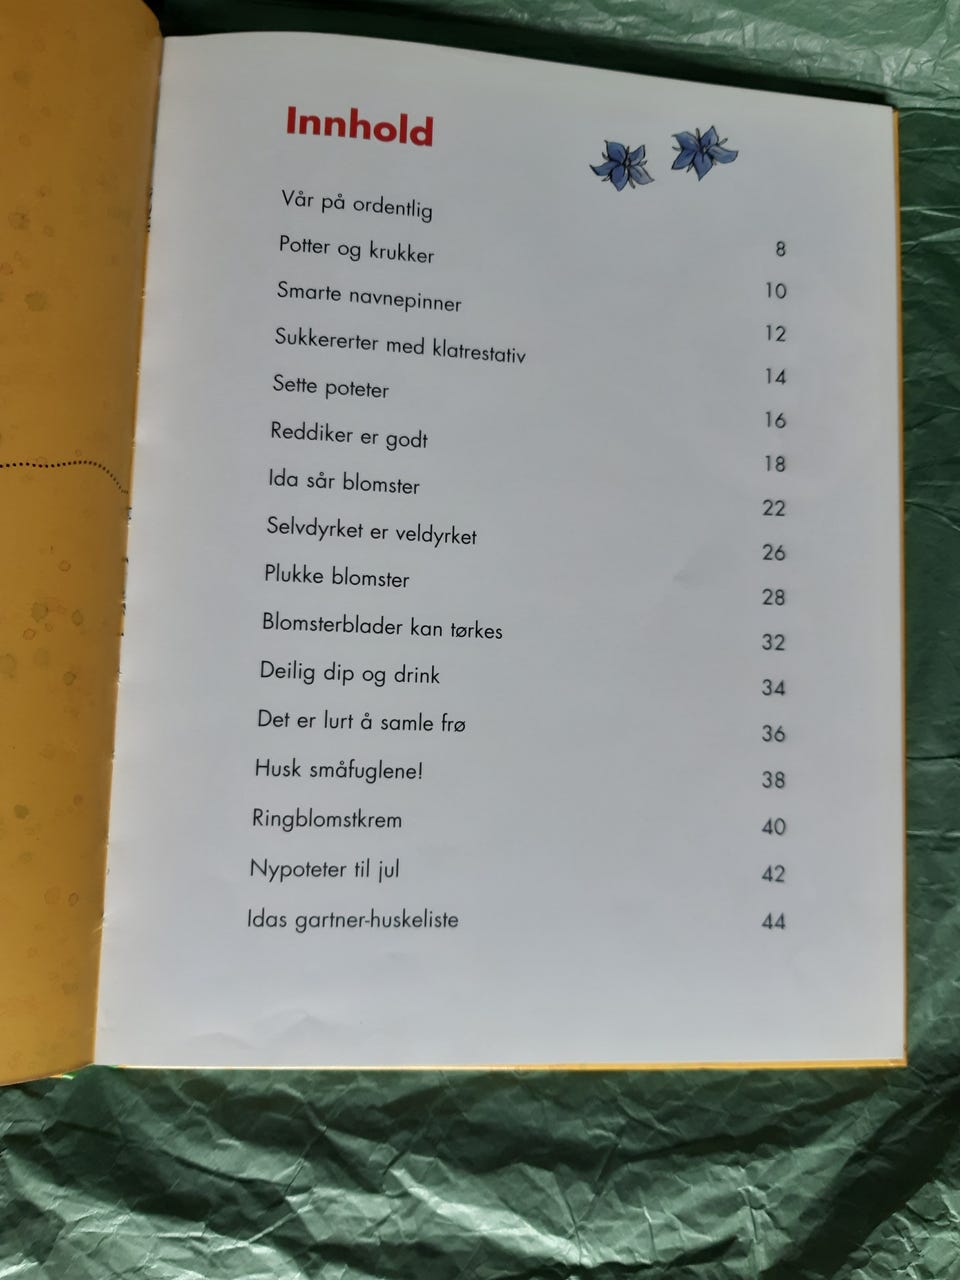 Innhold
Vår på ordentlig 8
Potter og krukker 10
Smarte navnepinner 12
Sukkererter med klatrestativ 14
Sette poteter 16
Reddiker er godt 18
Ida sår blomster 22
Selvdyrket er veldyrket 26
Plukke blomster 28
Blomsterblader kan tørkes 32
Deilig dip og drink 34
Det er lurt å samle frø 36
Husk småfuglene! 38
Ringblomstkrem 40
Nypoteter til jul 42
Idas gartner-huskeliste 44